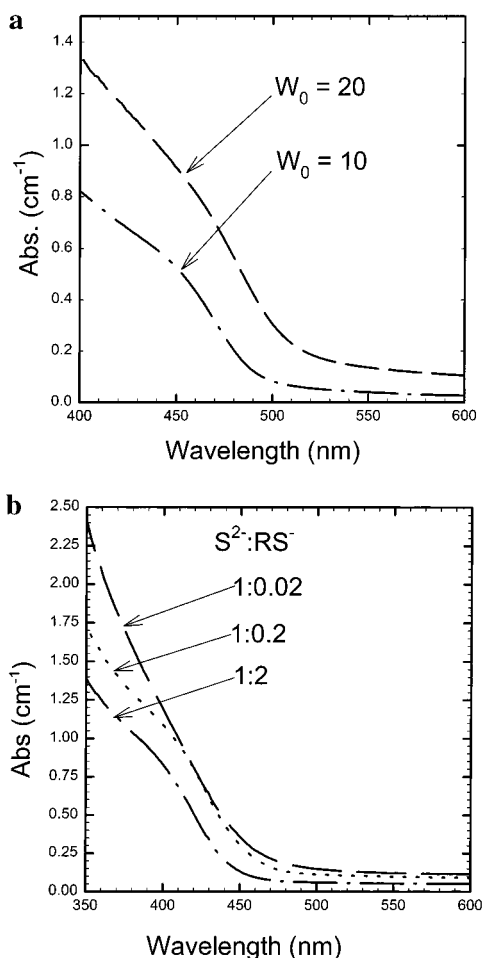 a
1.4
1.2
1.0
0.8
0.6
0.4
0.2
0.0
Abs. (cm⁻¹)
W₀ = 20
W₀ = 10
400 450 500 550 600
Wavelength (nm)
b
2.50
2.25
2.00
1.75
1.50
1.25
1.00
0.75
0.50
0.25
0.00
Abs (cm⁻¹)
S²⁻:RS⁻
1:0.02
1:0.2
1:2
350 400 450 500 550 600
Wavelength (nm)